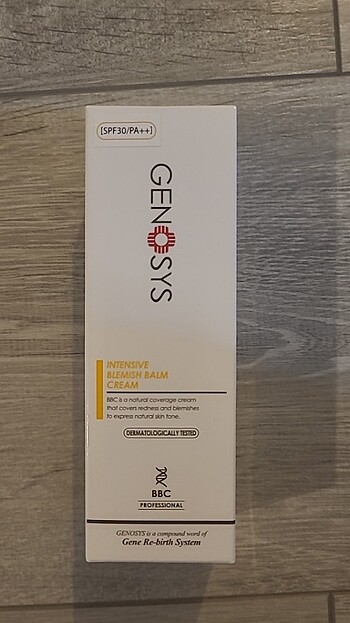 [SPF30/PA++]
GENOSYS
INTENSIVE
BLEMISH BALM
CREAM
BBC is a natural coverage cream
that covers redness and blemishes
to express natural skin tone.
DERMATOLOGICALLY TESTED
BBC
PROFESSIONAL
GENOSYS is a compound word of
Gene Re-birth System